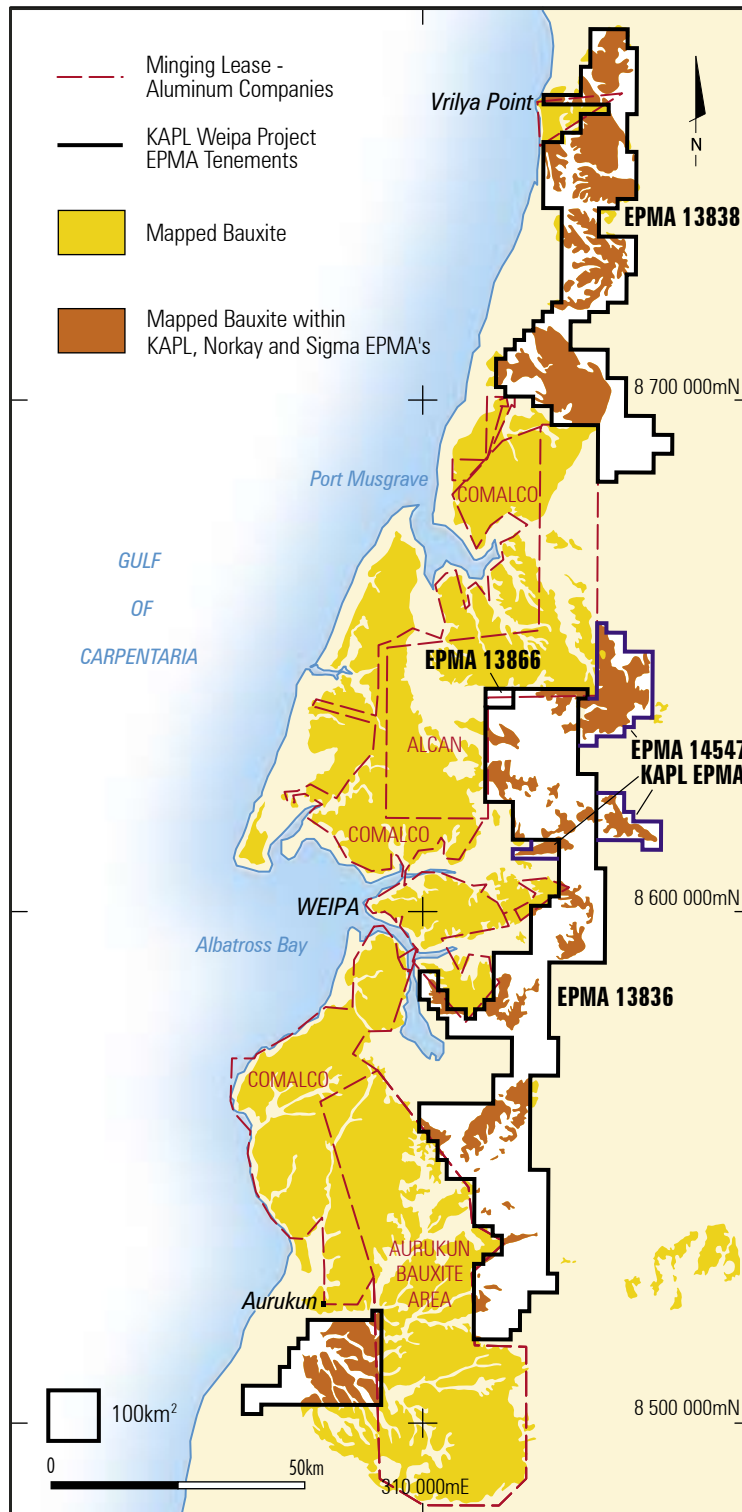 Minging Lease -
Aluminum Companies
KAPL Weipa Project
EPMA Tenements
Mapped Bauxite
Mapped Bauxite within
KAPL, Norkay and Sigma EPMA's
Vrilya Point
N
EPMA 13838
8 700 000mN
Port Musgrave
COMALCO
GULF
OF
CARPENTARIA
EPMA 13866
ALCAN
EPMA 14547
KAPL EPMA
COMALCO
WEIPA
8 600 000mN
Albatross Bay
EPMA 13836
COMALCO
AURUKUN
BAUXITE
AREA
Aurukun
100km²
8 500 000mN
0 50km
310 000mE